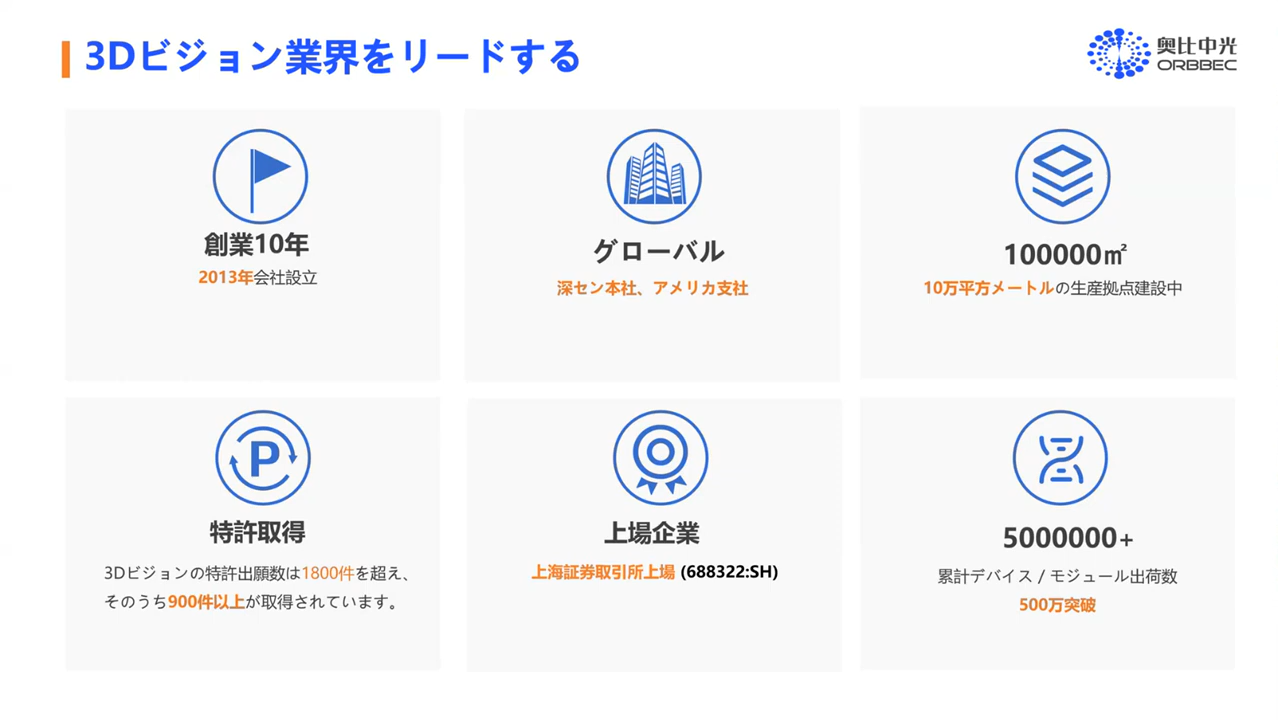 3Dビジョン業界をリードする
奥比中光
ORBBEC
創業10年
2013年会社設立
グローバル
深セン本社、アメリカ支社
100000㎡
10万平方メートルの生産拠点建設中
P
特許取得
3Dビジョンの特許出願数は1800件を超え、
そのうち900件以上が取得されています。
上場企業
上海証券取引所上場 (688322:SH)
5000000+
累計デバイス / モジュール出荷数
500万突破